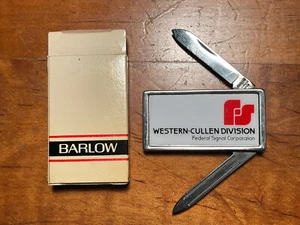 BARLOW
WESTERN-CULLEN DIVISION
Federal Signal Corporation